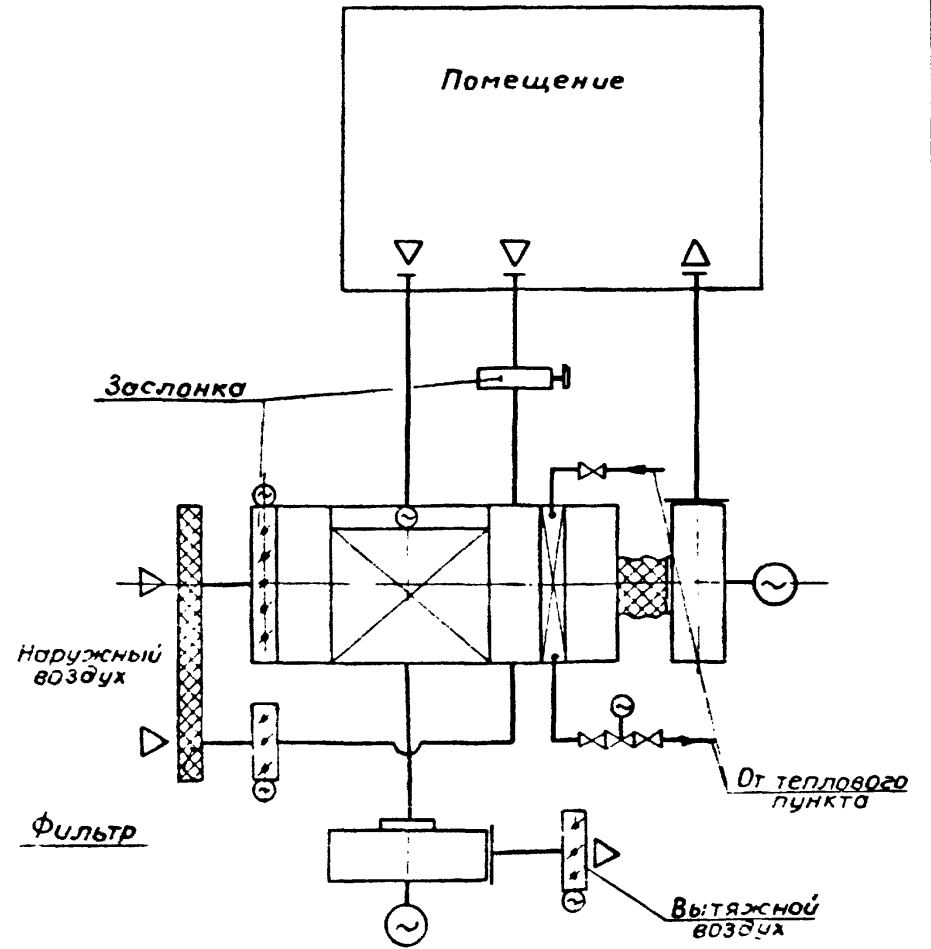 Помещение
Заслонка
Наружный
воздух
От теплового
пункта
Фильтр
Вытяжной
воздух